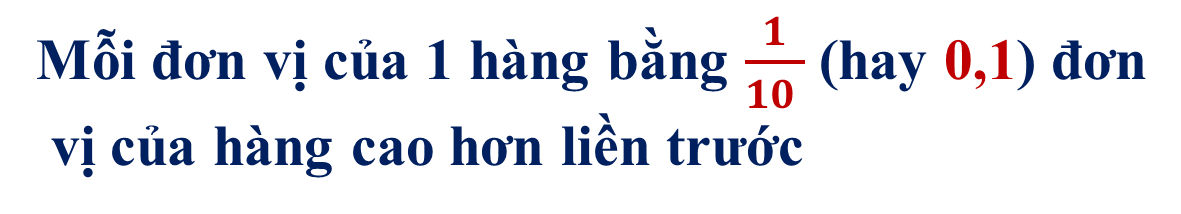 Mỗi đơn vị của 1 hàng bằng 1/10 (hay 0,1) đơn
vị của hàng cao hơn liền trước